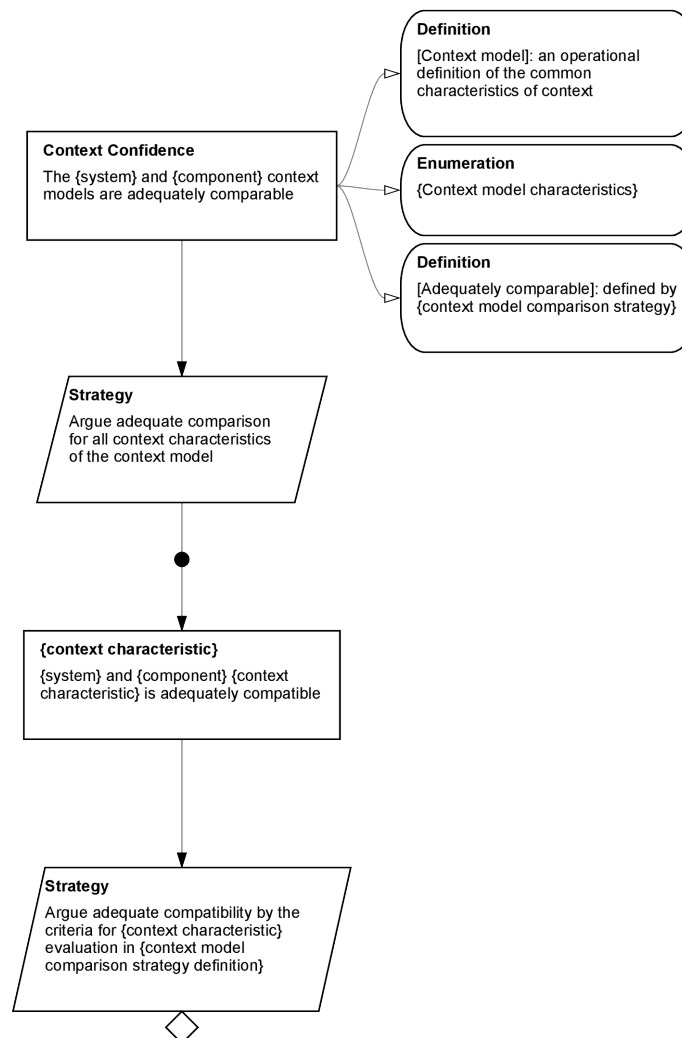 Definition
[Context model]: an operational
definition of the common
characteristics of context
Context Confidence
The {system} and {component} context
models are adequately comparable
Enumeration
{Context model characteristics}
Definition
[Adequately comparable]: defined by
{context model comparison strategy}
Strategy
Argue adequate comparison
for all context characteristics
of the context model
{context characteristic}
{system} and {component} {context
characteristic} is adequately compatible
Strategy
Argue adequate compatibility by the
criteria for {context characteristic}
evaluation in {context model
comparison strategy definition}